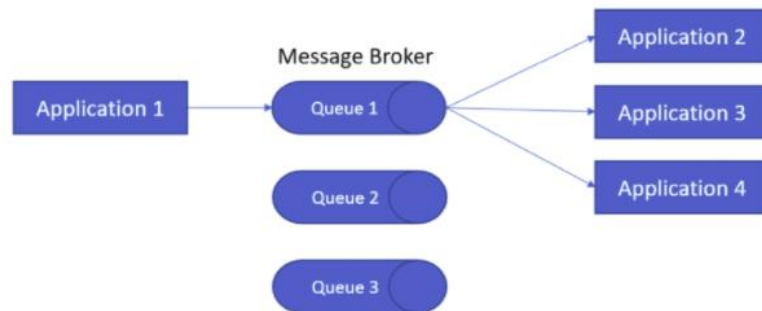 Message Broker
Application 1
Queue 1
Queue 2
Queue 3
Application 2
Application 3
Application 4